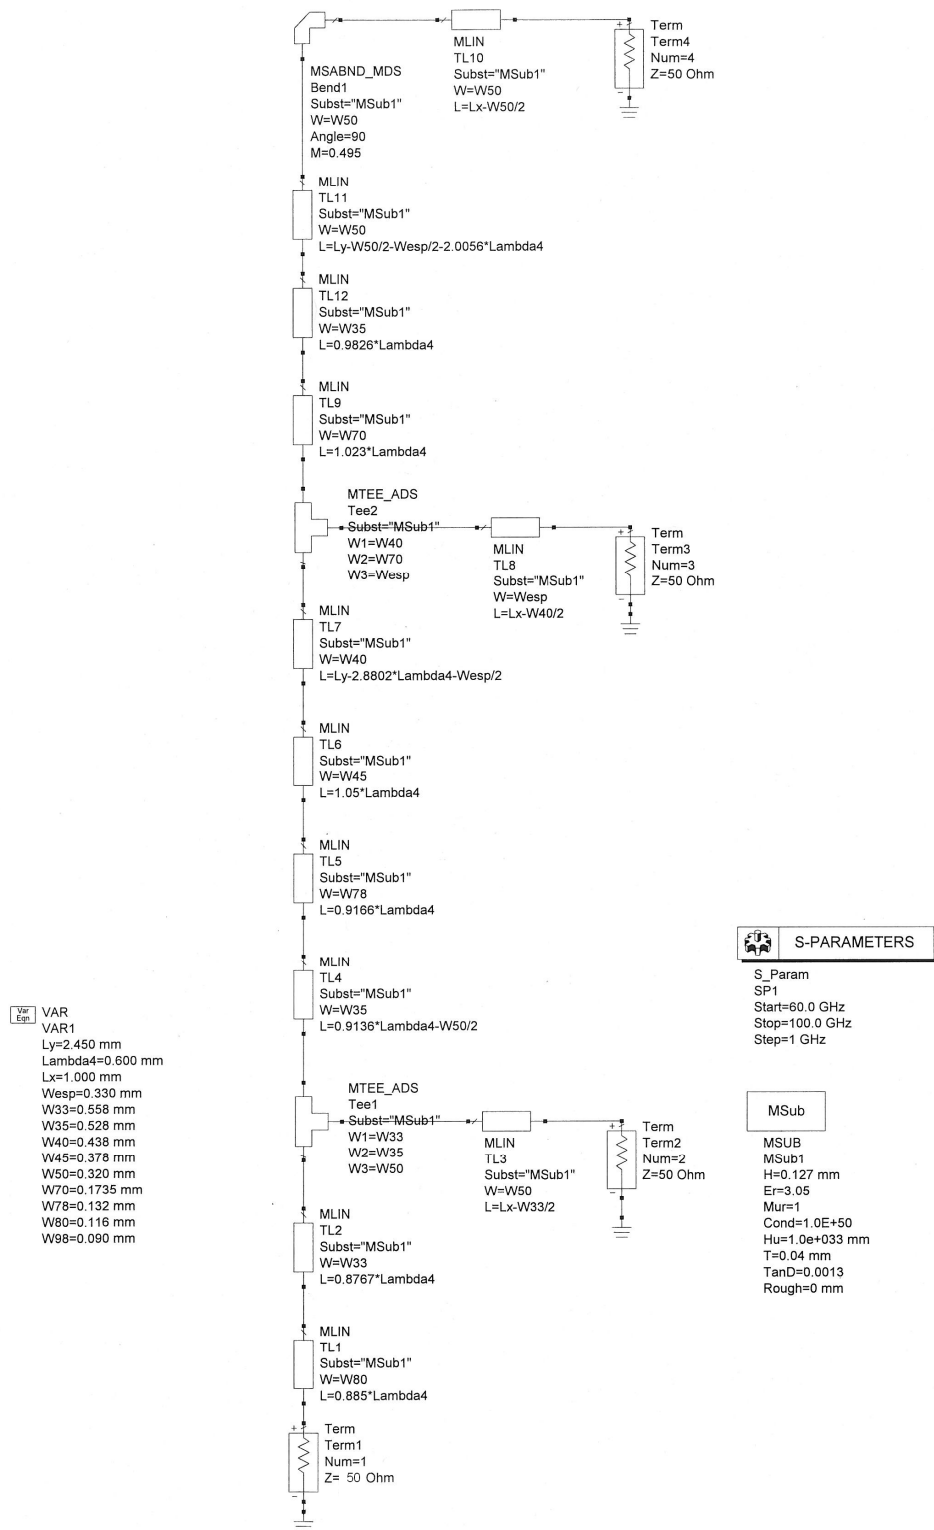 MLIN
TL10
Subst="MSub1"
W=W50
L=Lx-W50/2
+
Term
Term4
Num=4
Z=50 Ohm
-
MSABND_MDS
Bend1
Subst="MSub1"
W=W50
Angle=90
M=0.495
MLIN
TL11
Subst="MSub1"
W=W50
L=Ly-W50/2-Wesp/2-2.0056*Lambda4
MLIN
TL12
Subst="MSub1"
W=W35
L=0.9826*Lambda4
MLIN
TL9
Subst="MSub1"
W=W70
L=1.023*Lambda4
MTEE_ADS
Tee2
Subst="MSub1"
W1=W40
W2=W70
W3=Wesp
MLIN
TL8
Subst="MSub1"
W=Wesp
L=Lx-W40/2
+
Term
Term3
Num=3
Z=50 Ohm
-
MLIN
TL7
Subst="MSub1"
W=W40
L=Ly-2.8802*Lambda4-Wesp/2
MLIN
TL6
Subst="MSub1"
W=W45
L=1.05*Lambda4
MLIN
TL5
Subst="MSub1"
W=W78
L=0.9166*Lambda4
MLIN
TL4
Subst="MSub1"
W=W35
L=0.9136*Lambda4-W50/2
S-PARAMETERS
S_Param
SP1
Start=60.0 GHz
Stop=100.0 GHz
Step=1 GHz
Var
Eqn
VAR
VAR1
Ly=2.450 mm
Lambda4=0.600 mm
Lx=1.000 mm
Wesp=0.330 mm
W33=0.558 mm
W35=0.528 mm
W40=0.438 mm
W45=0.378 mm
W50=0.320 mm
W70=0.1735 mm
W78=0.132 mm
W80=0.116 mm
W98=0.090 mm
MTEE_ADS
Tee1
Subst="MSub1"
W1=W33
W2=W35
W3=W50
MLIN
TL3
Subst="MSub1"
W=W50
L=Lx-W33/2
+
Term
Term2
Num=2
Z=50 Ohm
-
MSub
MSUB
MSub1
H=0.127 mm
Er=3.05
Mur=1
Cond=1.0E+50
Hu=1.0e+033 mm
T=0.04 mm
TanD=0.0013
Rough=0 mm
MLIN
TL2
Subst="MSub1"
W=W33
L=0.8767*Lambda4
MLIN
TL1
Subst="MSub1"
W=W80
L=0.885*Lambda4
+
Term
Term1
Num=1
Z= 50 Ohm
-